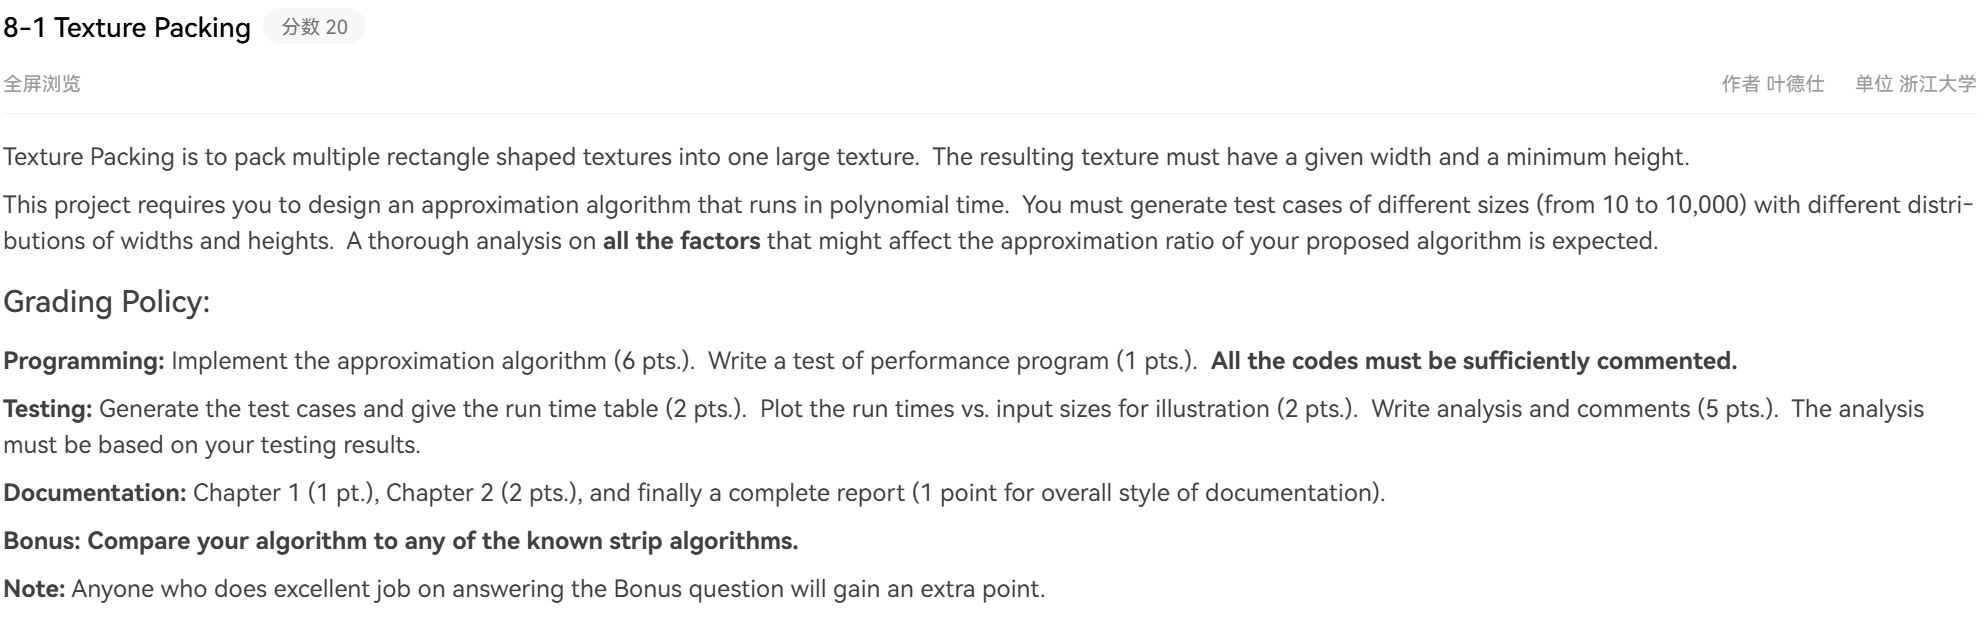 8-1 Texture Packing 分数 20
全屏浏览 作者 叶德仕 单位 浙江大学
Texture Packing is to pack multiple rectangle shaped textures into one large texture. The resulting texture must have a given width and a minimum height.
This project requires you to design an approximation algorithm that runs in polynomial time. You must generate test cases of different sizes (from 10 to 10,000) with different distri-
butions of widths and heights. A thorough analysis on all the factors that might affect the approximation ratio of your proposed algorithm is expected.
Grading Policy:
Programming: Implement the approximation algorithm (6 pts.). Write a test of performance program (1 pts.). All the codes must be sufficiently commented.
Testing: Generate the test cases and give the run time table (2 pts.). Plot the run times vs. input sizes for illustration (2 pts.). Write analysis and comments (5 pts.). The analysis
must be based on your testing results.
Documentation: Chapter 1 (1 pt.), Chapter 2 (2 pts.), and finally a complete report (1 point for overall style of documentation).
Bonus: Compare your algorithm to any of the known strip algorithms.
Note: Anyone who does excellent job on answering the Bonus question will gain an extra point.